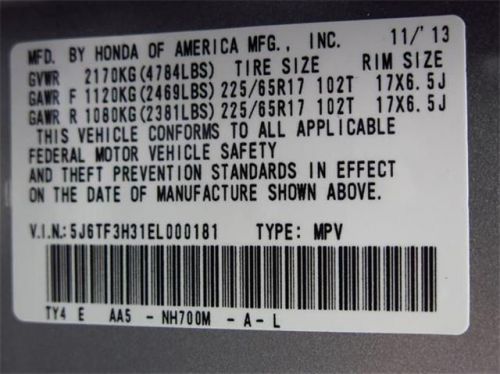 MFD. BY HONDA OF AMERICA MFG., INC. 11/'13
GVWR 2170KG(4784LBS) TIRE SIZE RIM SIZE
GAWR F 1120KG(2469LBS) 225/65R17 102T 17X6.5J
GAWR R 1080KG(2381LBS) 225/65R17 102T 17X6.5J
THIS VEHICLE CONFORMS TO ALL APPLICABLE
FEDERAL MOTOR VEHICLE SAFETY
AND THEFT PREVENTION STANDARDS IN EFFECT
ON THE DATE OF MANUFACTURE SHOWN ABOVE.
V.I.N.: 5J6TF3H31EL000181 TYPE: MPV
TY4 E AA5 - NH700M - A - L